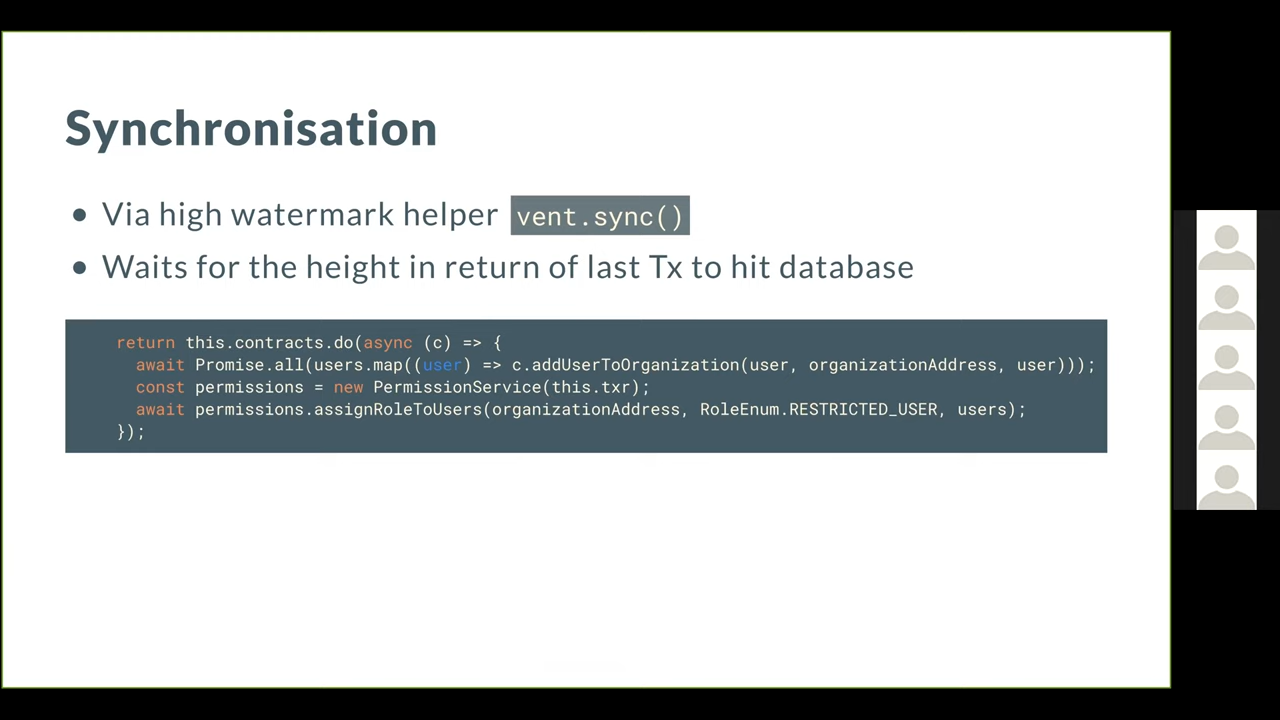 Synchronisation
• Via high watermark helper vent.sync()
• Waits for the height in return of last Tx to hit database
return this.contracts.do(async (c) => {
await Promise.all(users.map((user) => c.addUserToOrganization(user, organizationAddress, user)));
const permissions = new PermissionService(this.txr);
await permissions.assignRoleToUsers(organizationAddress, RoleEnum.RESTRICTED_USER, users);
});